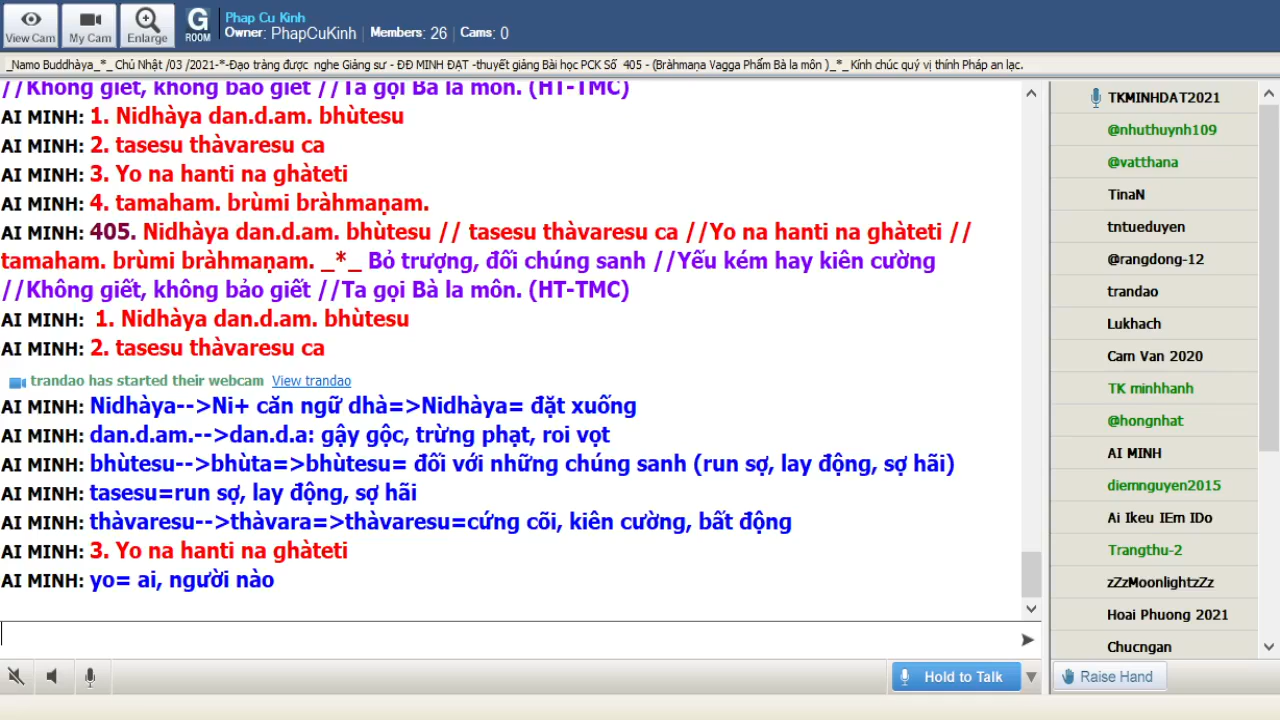 View Cam
My Cam
Enlarge
G
ROOM
Phap Cu Kinh
Owner: PhapCuKinh | Members: 26 | Cams: 0
_Namo Buddhàya_*_ Chủ Nhật /03 /2021-*-Đạo tràng được nghe Giảng sư - ĐĐ MINH ĐẠT -thuyết giảng Bài học PCK Số 405 - (Bràhmaṇa Vagga Phẩm Bà la môn )_*_ Kính chúc quý vị thính Pháp an lạc.
//Không giết, không bảo giết //Ta gọi Bà la môn. (HT-TMC)
AI MINH: 1. Nidhàya dan.d.am. bhùtesu
AI MINH: 2. tasesu thàvaresu ca
AI MINH: 3. Yo na hanti na ghàteti
AI MINH: 4. tamaham. brùmi bràhmaṇam.
AI MINH: 405. Nidhàya dan.d.am. bhùtesu // tasesu thàvaresu ca //Yo na hanti na ghàteti //
tamaham. brùmi bràhmaṇam. _*_ Bỏ trượng, đối chúng sanh //Yếu kém hay kiên cường
//Không giết, không bảo giết //Ta gọi Bà la môn. (HT-TMC)
AI MINH: 1. Nidhàya dan.d.am. bhùtesu
AI MINH: 2. tasesu thàvaresu ca
trandao has started their webcam View trandao
AI MINH: Nidhàya-->Ni+ căn ngữ dhà=>Nidhàya= đặt xuống
AI MINH: dan.d.am.-->dan.d.a: gậy gộc, trừng phạt, roi vọt
AI MINH: bhùtesu-->bhùta=>bhùtesu= đối với những chúng sanh (run sợ, lay động, sợ hãi)
AI MINH: tasesu=run sợ, lay động, sợ hãi
AI MINH: thàvaresu-->thàvara=>thàvaresu=cứng cõi, kiên cường, bất động
AI MINH: 3. Yo na hanti na ghàteti
AI MINH: yo= ai, người nào
Hold to Talk
TKMINHDAT2021
@nhuthuynh109
@vatthana
TinaN
tntueduyen
@rangdong-12
trandao
Lukhach
Cam Van 2020
TK minhhanh
@hongnhat
AI MINH
diemnguyen2015
Ai Ikeu IEm IDo
Trangthu-2
zZzMoonlightzZz
Hoai Phuong 2021
Chucngan
Raise Hand